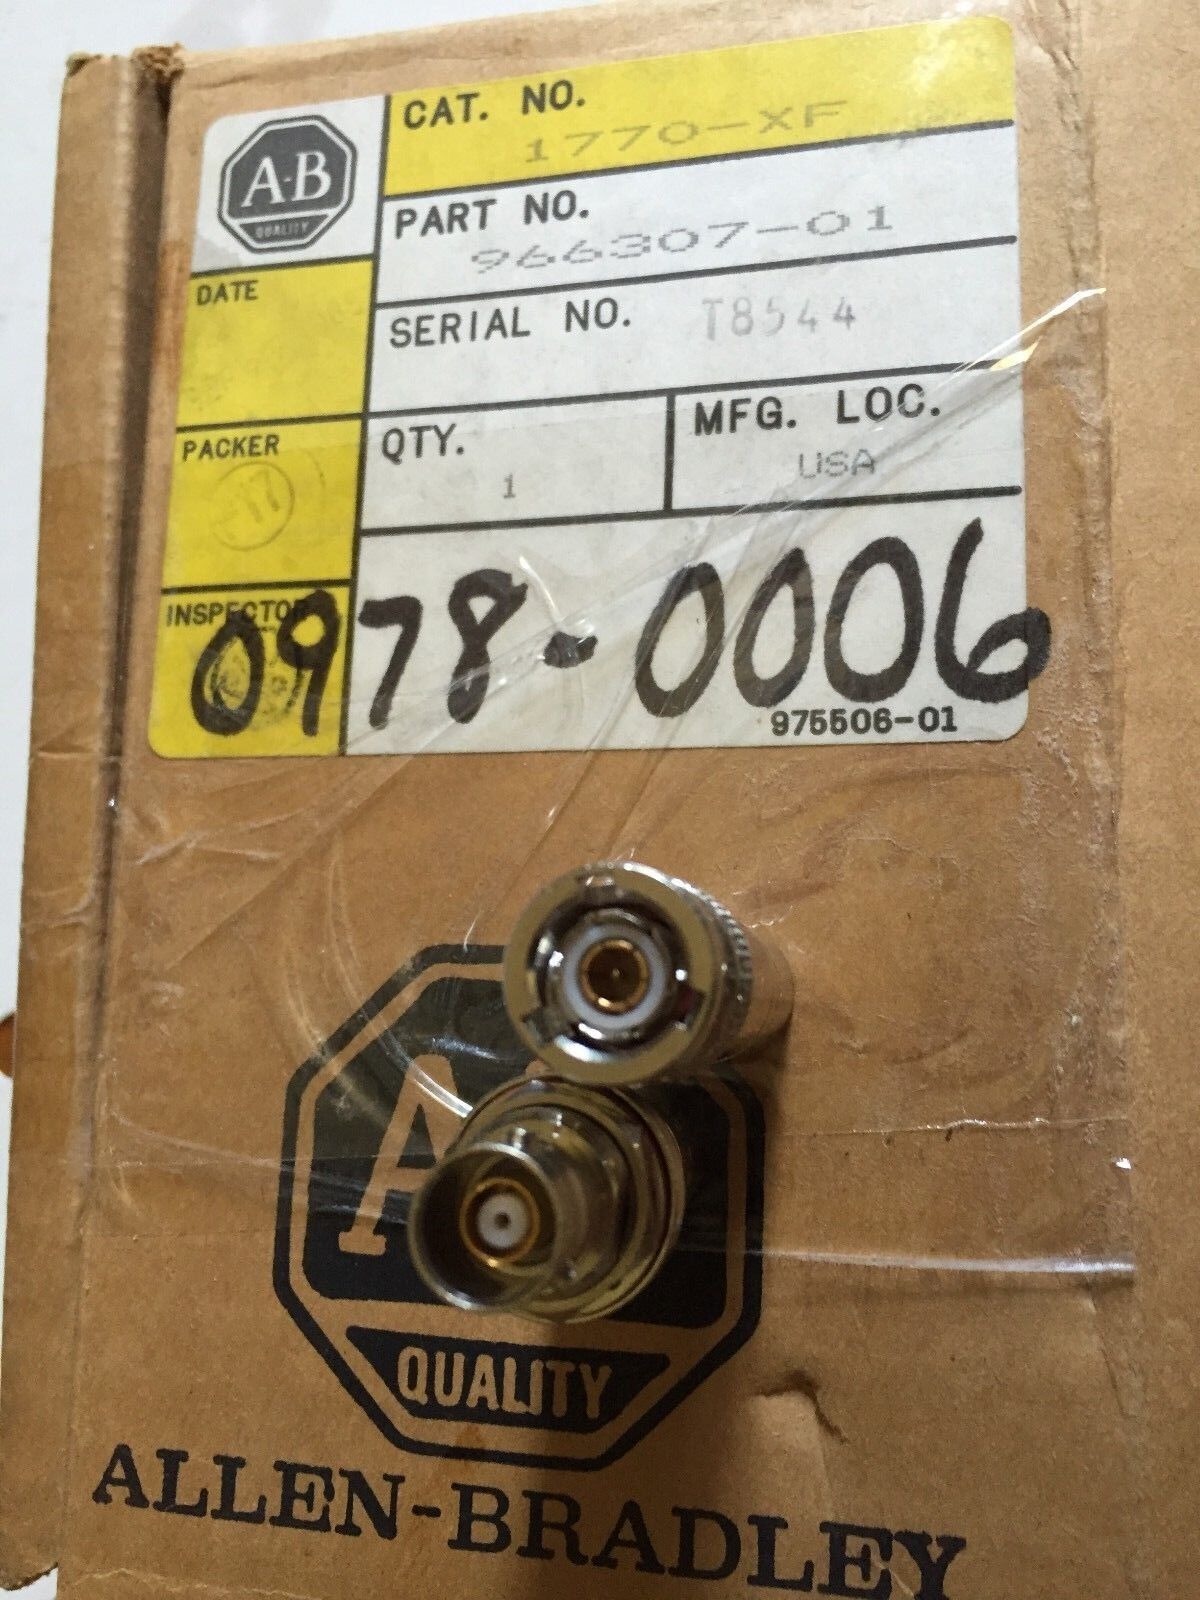 CAT. NO.
1770-XF
A-B
QUALITY
PART NO.
966307-01
DATE
SERIAL NO. T8544
PACKER
17
QTY.
1
MFG. LOC.
USA
INSPECTOR
0978-0006
975506-01
QUALITY
ALLEN-BRADLEY